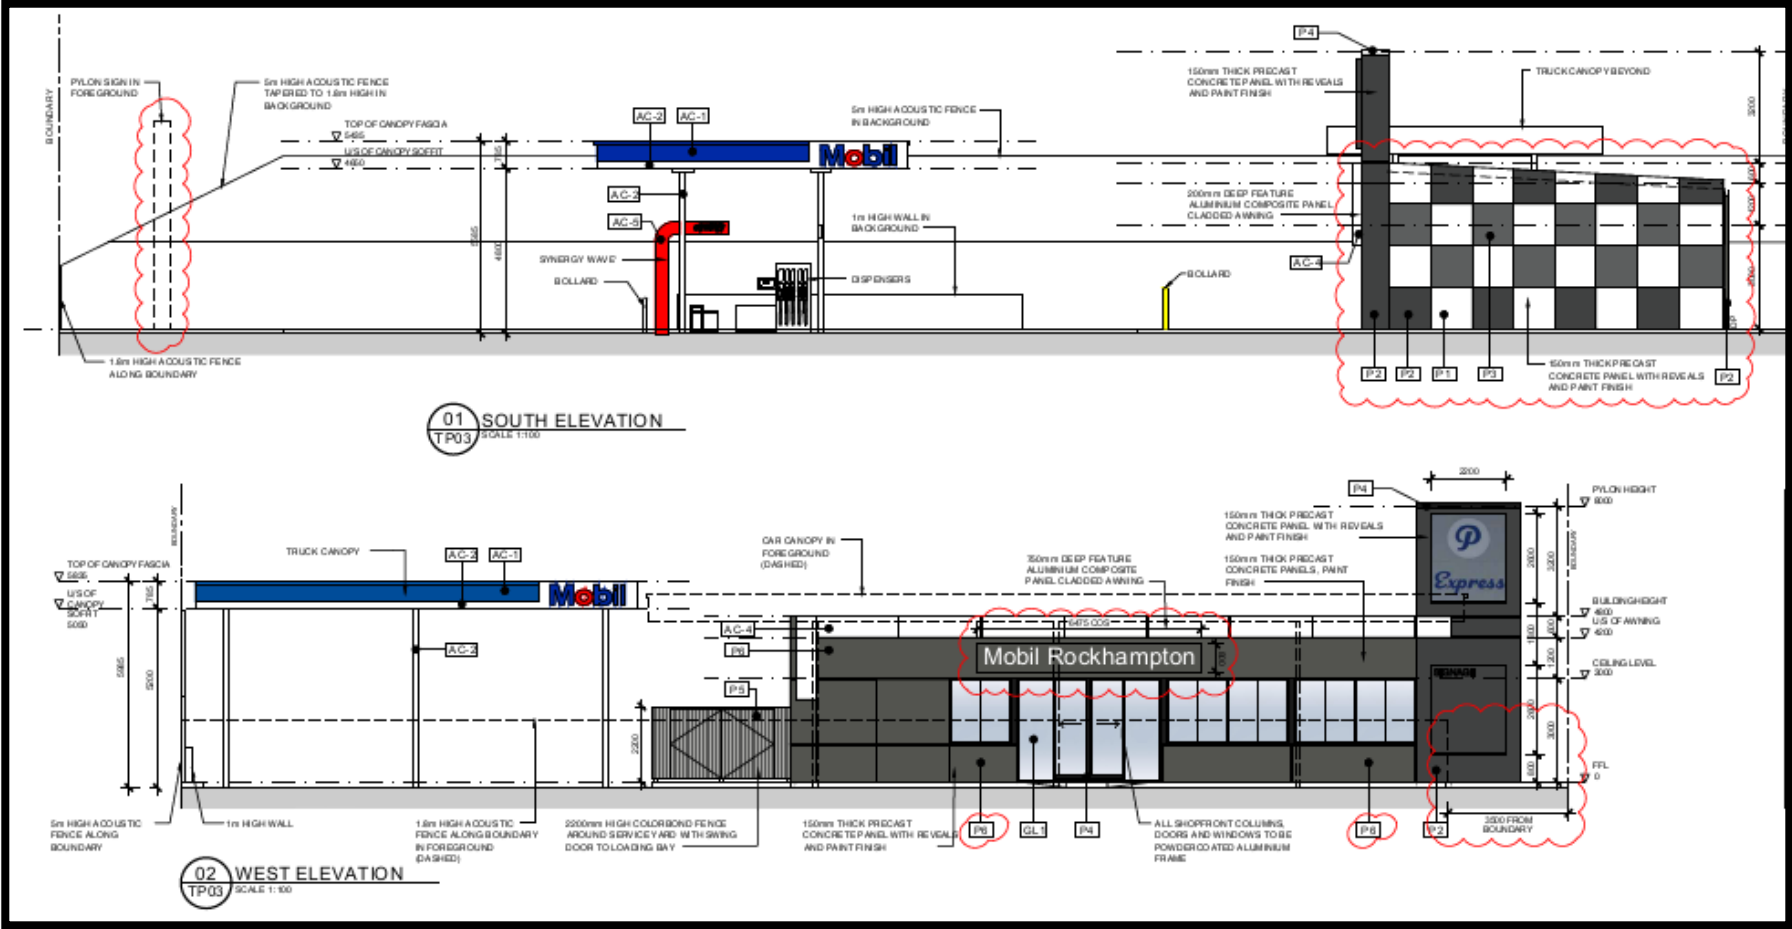 P4
150mm THICK PRECAST
CONCRETE PANEL WITH REVEALS
AND PAINT FINISH
TRUCK CANOPY BEYOND
PYLON SIGN IN
FOREGROUND
5m HIGH ACOUSTIC FENCE
TAPERED TO 1.8m HIGH IN
BACKGROUND
BOUNDARY
TOP OF CANOPY FASCIA
U/S OF CANOPY SOFFIT
AC-2
AC-1
5m HIGH ACOUSTIC FENCE
IN BACKGROUND
Mobil
AC-2
AC-5
SYNERGY WAVE
BOLLARD
1m HIGH WALL IN
BACKGROUND
DISPENSERS
BOLLARD
200mm DEEP FEATURE
ALUMINIUM COMPOSITE PANEL
CLADDED AWNING
AC-4
785
3200
1.8m HIGH ACOUSTIC FENCE
ALONG BOUNDARY
P2
P2
P1
P3
150mm THICK PRECAST
CONCRETE PANEL WITH REVEALS
AND PAINT FINISH
P2
01
TP03
SOUTH ELEVATION
SCALE 1:100
2200
P4
PYLON HEIGHT
8000
150mm THICK PRECAST
CONCRETE PANEL WITH REVEALS
AND PAINT FINISH
BOUNDARY
TRUCK CANOPY
AC-2
AC-1
CAR CANOPY IN
FOREGROUND
(DASHED)
750mm DEEP FEATURE
ALUMINIUM COMPOSITE
PANEL CLADDED AWNING
150mm THICK PRECAST
CONCRETE PANELS, PAINT
FINISH
P
Express
BOUNDARY
TOP OF CANOPY FASCIA
U/S OF
CANOPY
SOFFIT
5050
Mobil
BUILDING HEIGHT
4800
U/S OF AWNING
4200
CEILING LEVEL
3000
FFL
0
AC-4
P6
AC-2
Mobil Rockhampton
SIGNAGE
P5
785
5200
2200
3200
1200
3000
5m HIGH ACOUSTIC
FENCE ALONG
BOUNDARY
1m HIGH WALL
1.8m HIGH ACOUSTIC
FENCE ALONG BOUNDARY
IN FOREGROUND
(DASHED)
2200mm HIGH COLORBOND FENCE
AROUND SERVICE YARD WITH SWING
DOOR TO LOADING BAY
150mm THICK PRECAST
CONCRETE PANEL WITH REVEALS
AND PAINT FINISH
P6
GL1
P4
ALL SHOPFRONT COLUMNS,
DOORS AND WINDOWS TO BE
POWDERCOATED ALUMINIUM
FRAME
P6
P2
3500 FROM
BOUNDARY
02
TP03
WEST ELEVATION
SCALE 1:100